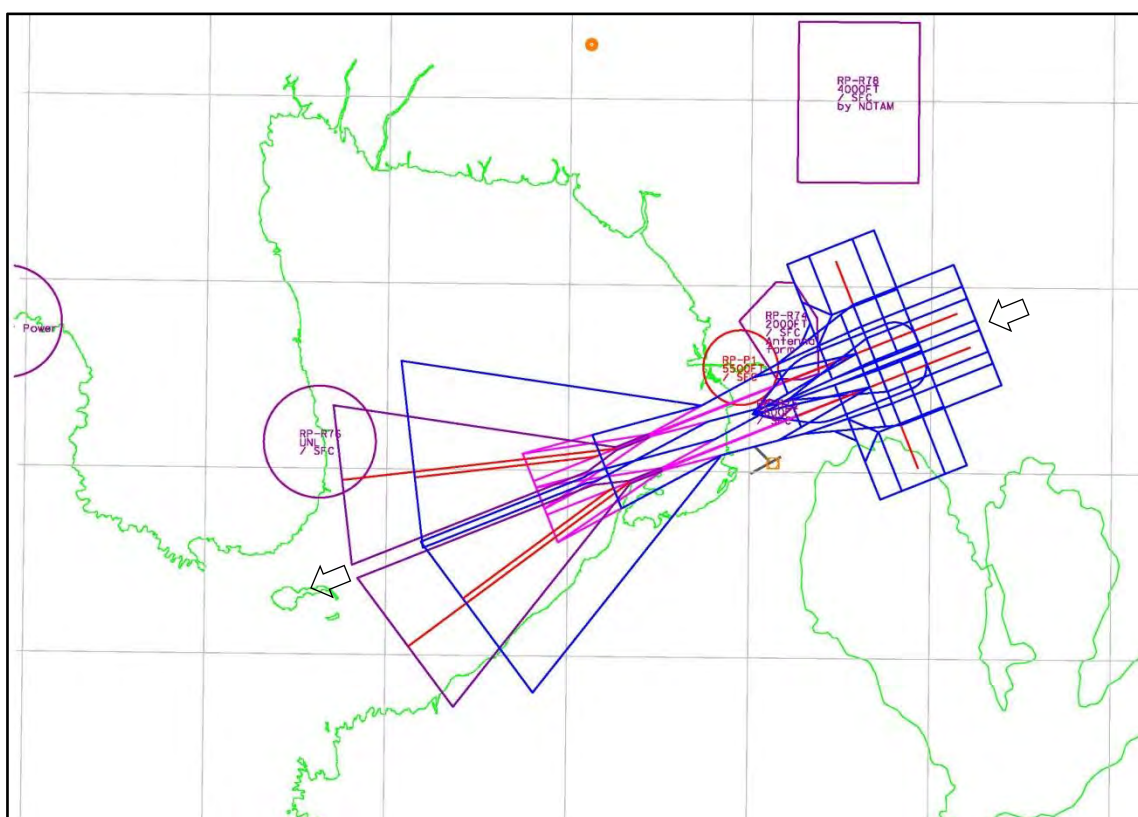 RP-R78
4000FT
/ SFC
by NOTAM
RP-R74
2000FT
/ SFC
Antenna
form
Power
RP-P1
5500FT
/ SFC
/ SFC
RP-R75
UNL
/ SFC